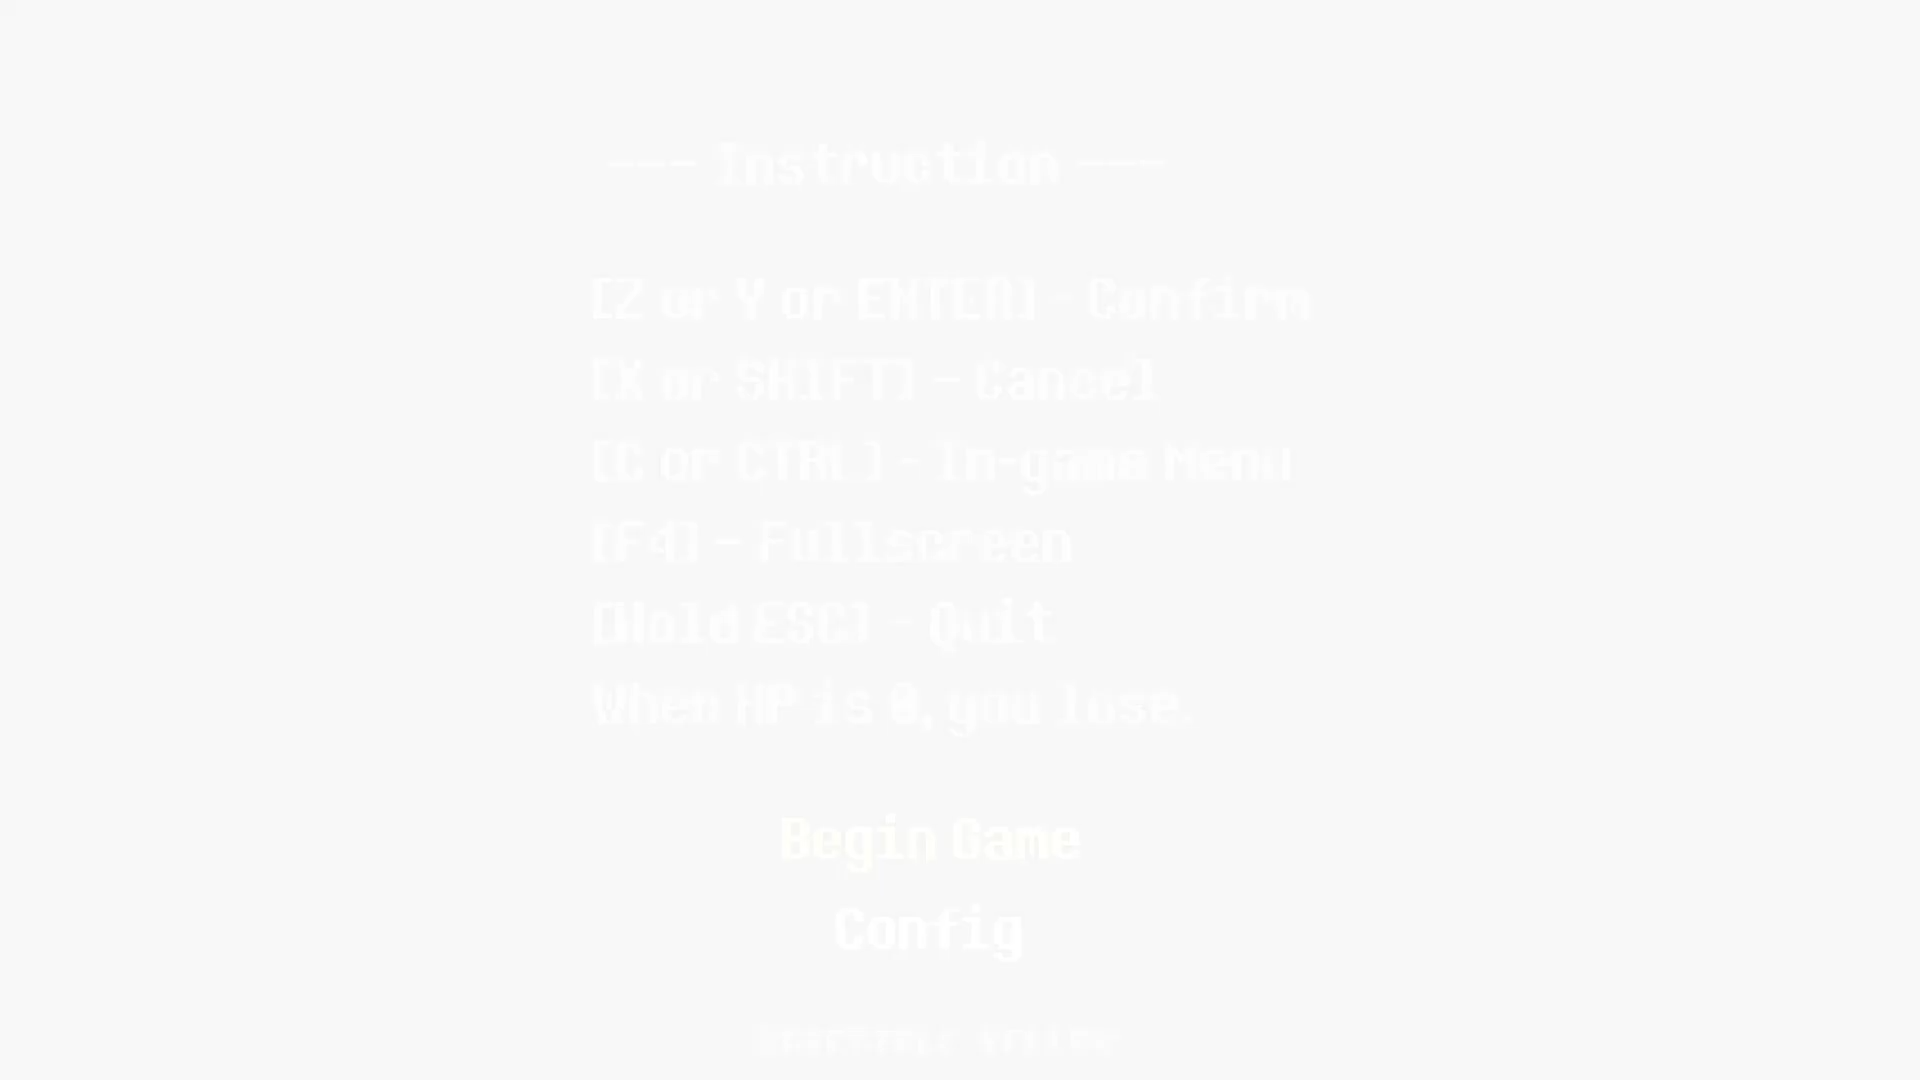 --- Instruction ---
[Z or Y or ENTER] - Confirm
[X or SHIFT] - Cancel
[C or CTRL] - In-game Menu
[F4] - Fullscreen
[Hold ESC] - Quit
When HP is 0, you lose.
Begin Game
Config